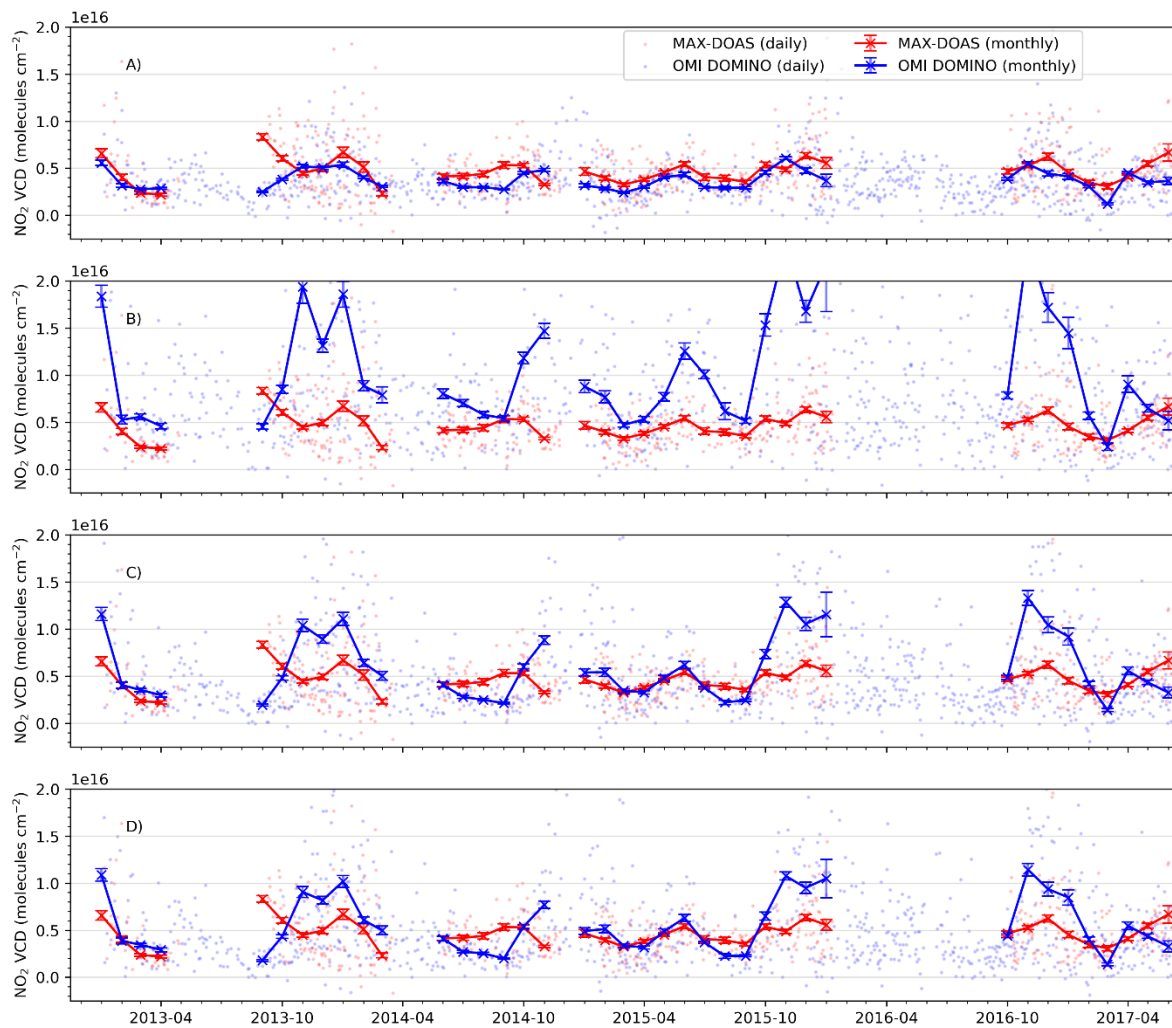 1e16
2.0
A)
MAX-DOAS (daily) MAX-DOAS (monthly)
OMI DOMINO (daily) OMI DOMINO (monthly)
1.5
1.0
0.5
0.0
NO₂ VCD (molecules cm⁻²)
1e16
2.0
B)
1.5
1.0
0.5
0.0
NO₂ VCD (molecules cm⁻²)
1e16
2.0
C)
1.5
1.0
0.5
0.0
NO₂ VCD (molecules cm⁻²)
1e16
2.0
D)
1.5
1.0
0.5
0.0
NO₂ VCD (molecules cm⁻²)
2013-04 2013-10 2014-04 2014-10 2015-04 2015-10 2016-04 2016-10 2017-04